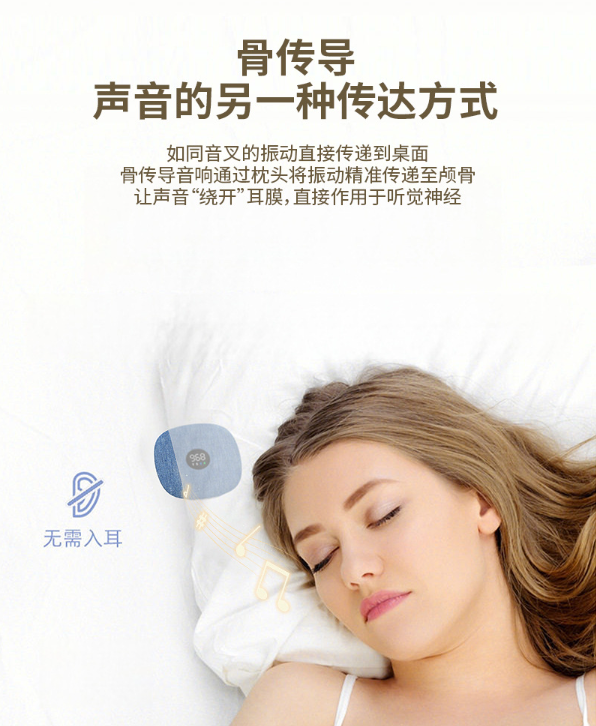 骨传导
声音的另一种传达方式
如同音叉的振动直接传递到桌面
骨传导音响通过枕头将振动精准传递至颅骨
让声音“绕开”耳膜,直接作用于听觉神经
968
无需入耳